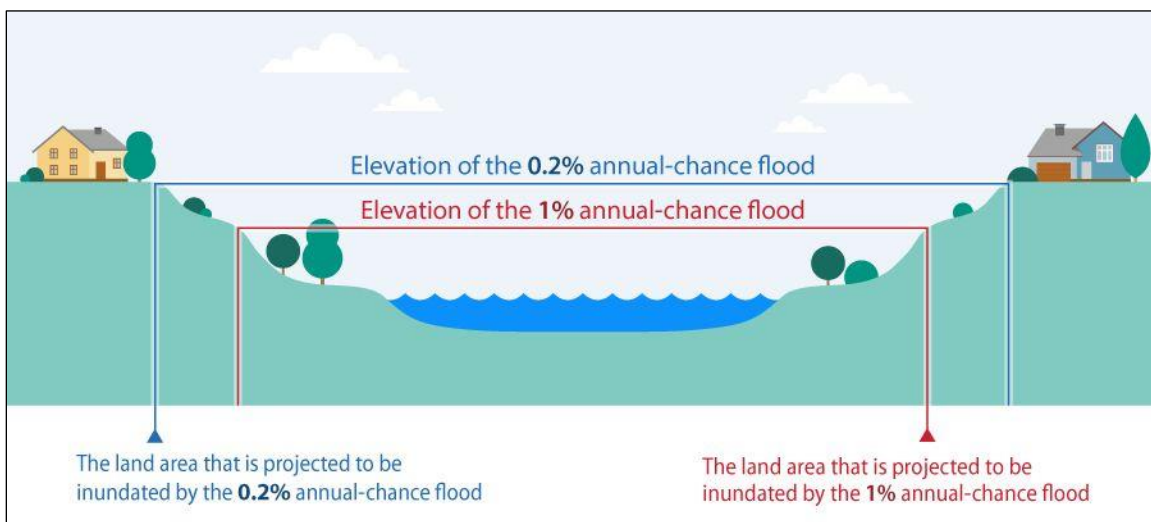 Elevation of the 0.2% annual-chance flood
Elevation of the 1% annual-chance flood
The land area that is projected to be
inundated by the 0.2% annual-chance flood
The land area that is projected to be
inundated by the 1% annual-chance flood